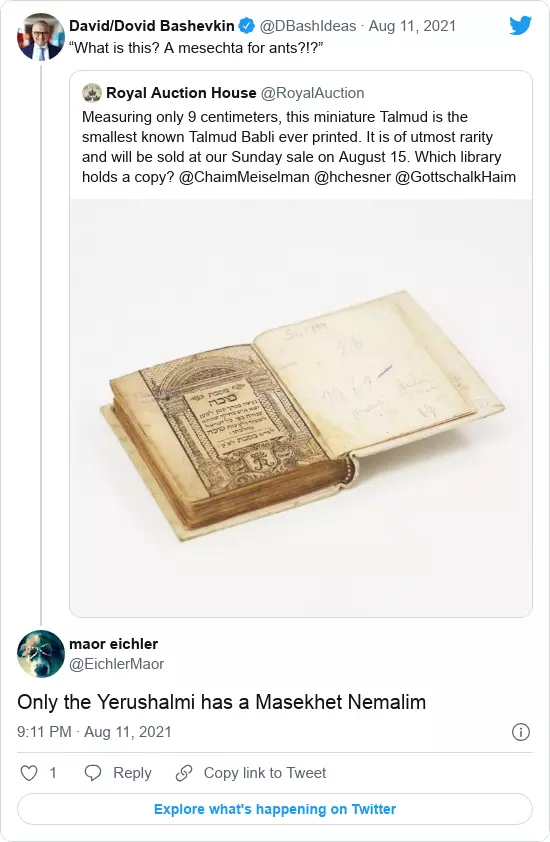 David/Dovid Bashevkin @DBashIdeas · Aug 11, 2021
“What is this? A mesechta for ants?!?”
Royal Auction House @RoyalAuction
Measuring only 9 centimeters, this miniature Talmud is the
smallest known Talmud Babli ever printed. It is of utmost rarity
and will be sold at our Sunday sale on August 15. Which library
holds a copy? @ChaimMeiselman @hchesner @GottschalkHaim
מסכת
סוכה
maor eichler
@EichlerMaor
Only the Yerushalmi has a Masekhet Nemalim
9:11 PM · Aug 11, 2021
1 Reply Copy link to Tweet
Explore what's happening on Twitter